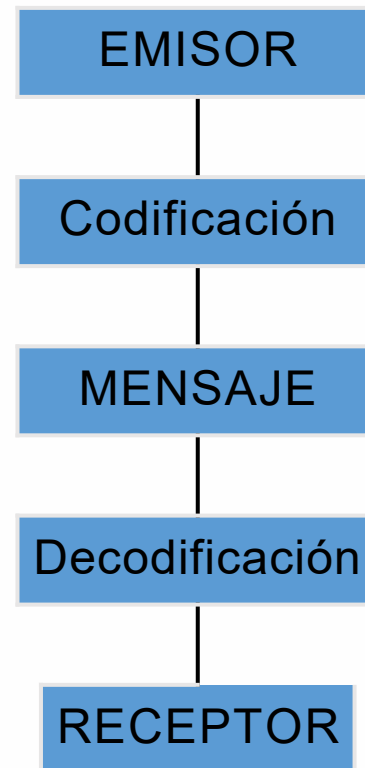 EMISOR
Codificación
MENSAJE
Decodificación
RECEPTOR